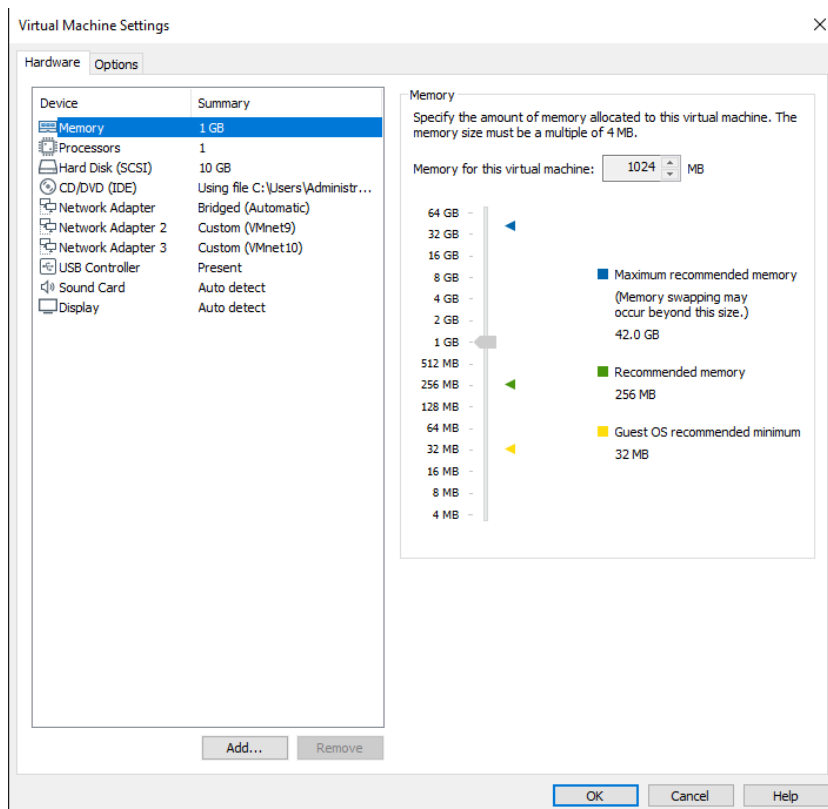 Virtual Machine Settings
Hardware Options
Device Summary
Memory 1 GB
Processors 1
Hard Disk (SCSI) 10 GB
CD/DVD (IDE) Using file C:\Users\Administr...
Network Adapter Bridged (Automatic)
Network Adapter 2 Custom (VMnet9)
Network Adapter 3 Custom (VMnet10)
USB Controller Present
Sound Card Auto detect
Display Auto detect
Add... Remove
Memory
Specify the amount of memory allocated to this virtual machine. The
memory size must be a multiple of 4 MB.
Memory for this virtual machine: 1024 MB
64 GB
32 GB
16 GB
8 GB
4 GB
2 GB
1 GB
512 MB
256 MB
128 MB
64 MB
32 MB
16 MB
8 MB
4 MB
Maximum recommended memory
(Memory swapping may
occur beyond this size.)
42.0 GB
Recommended memory
256 MB
Guest OS recommended minimum
32 MB
OK Cancel Help